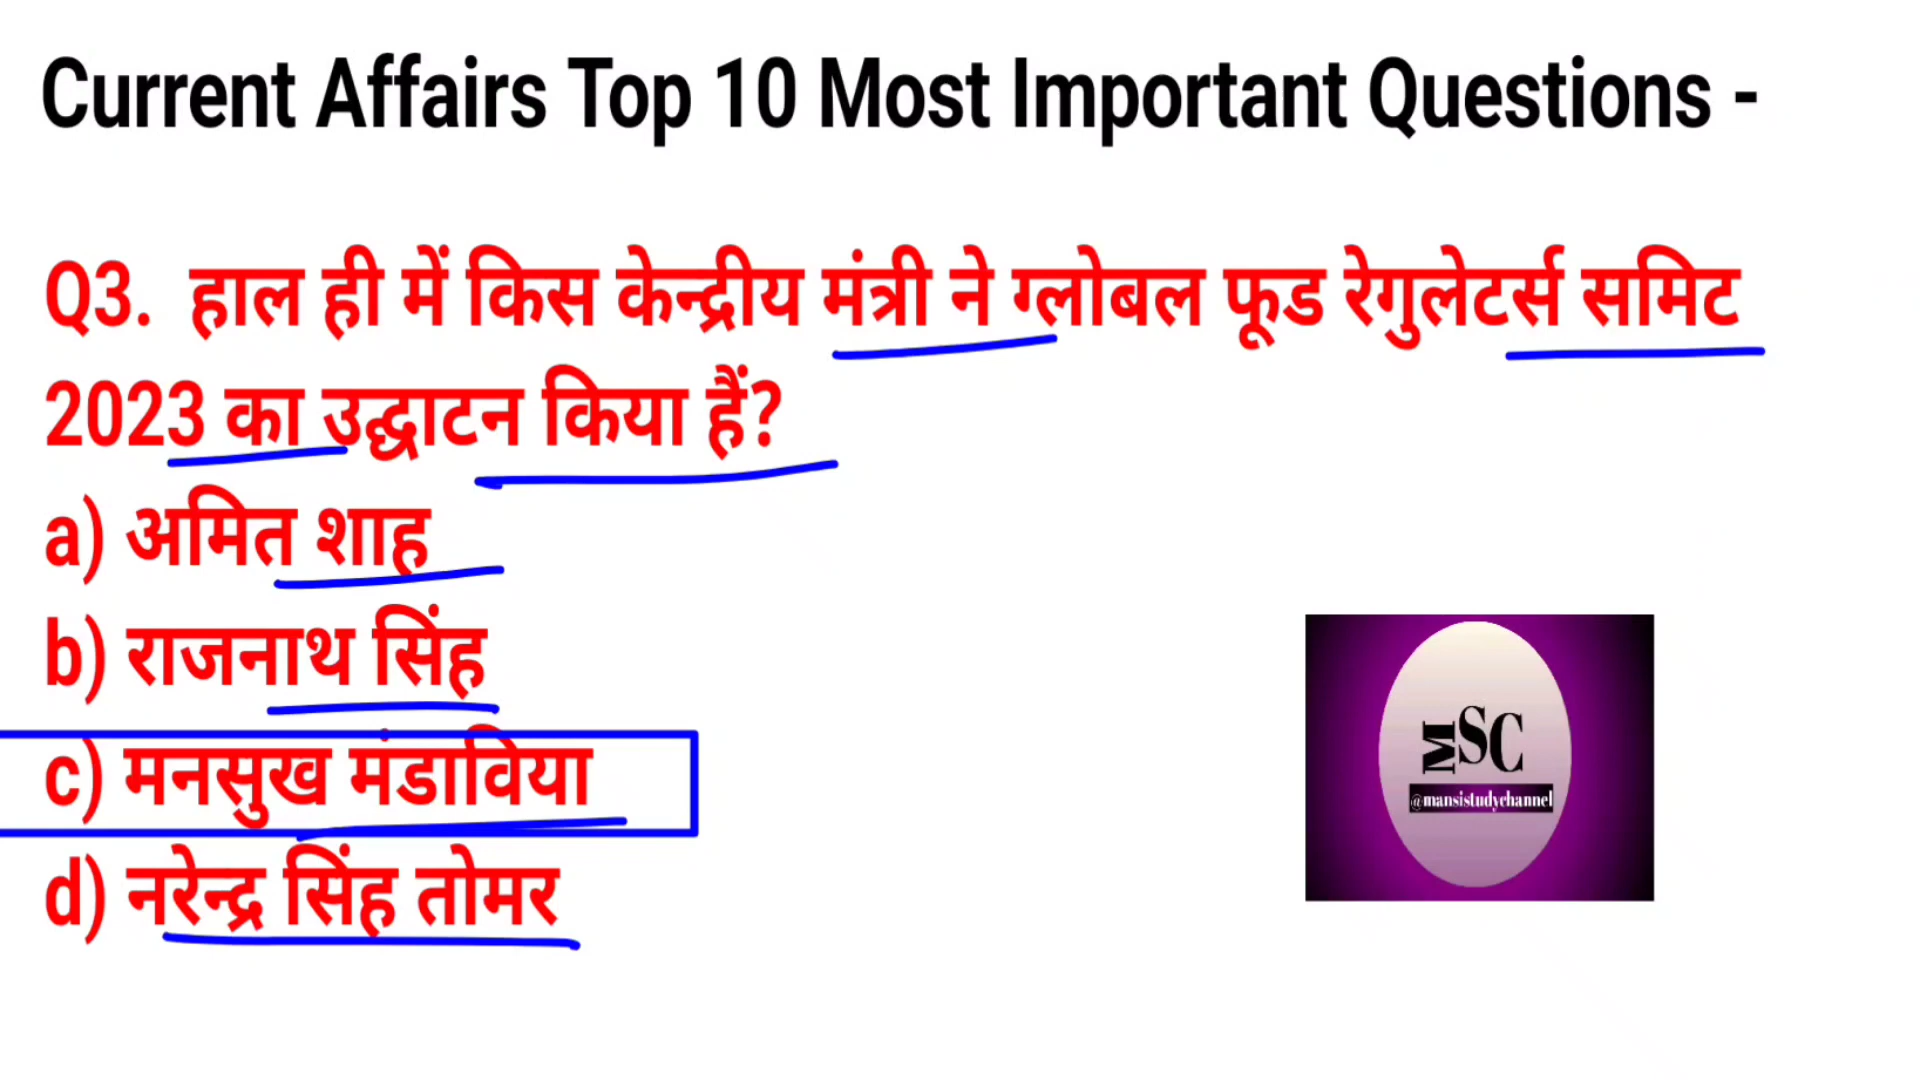 Current Affairs Top 10 Most Important Questions -
Q3. हाल ही में किस केन्द्रीय मंत्री ने ग्लोबल फूड रेगुलेटर्स समिट
2023 का उद्घाटन किया हैं?
a) अमित शाह
b) राजनाथ सिंह
c) मनसुख मंडाविया
d) नरेन्द्र सिंह तोमर
MSC
@mansistudychannel